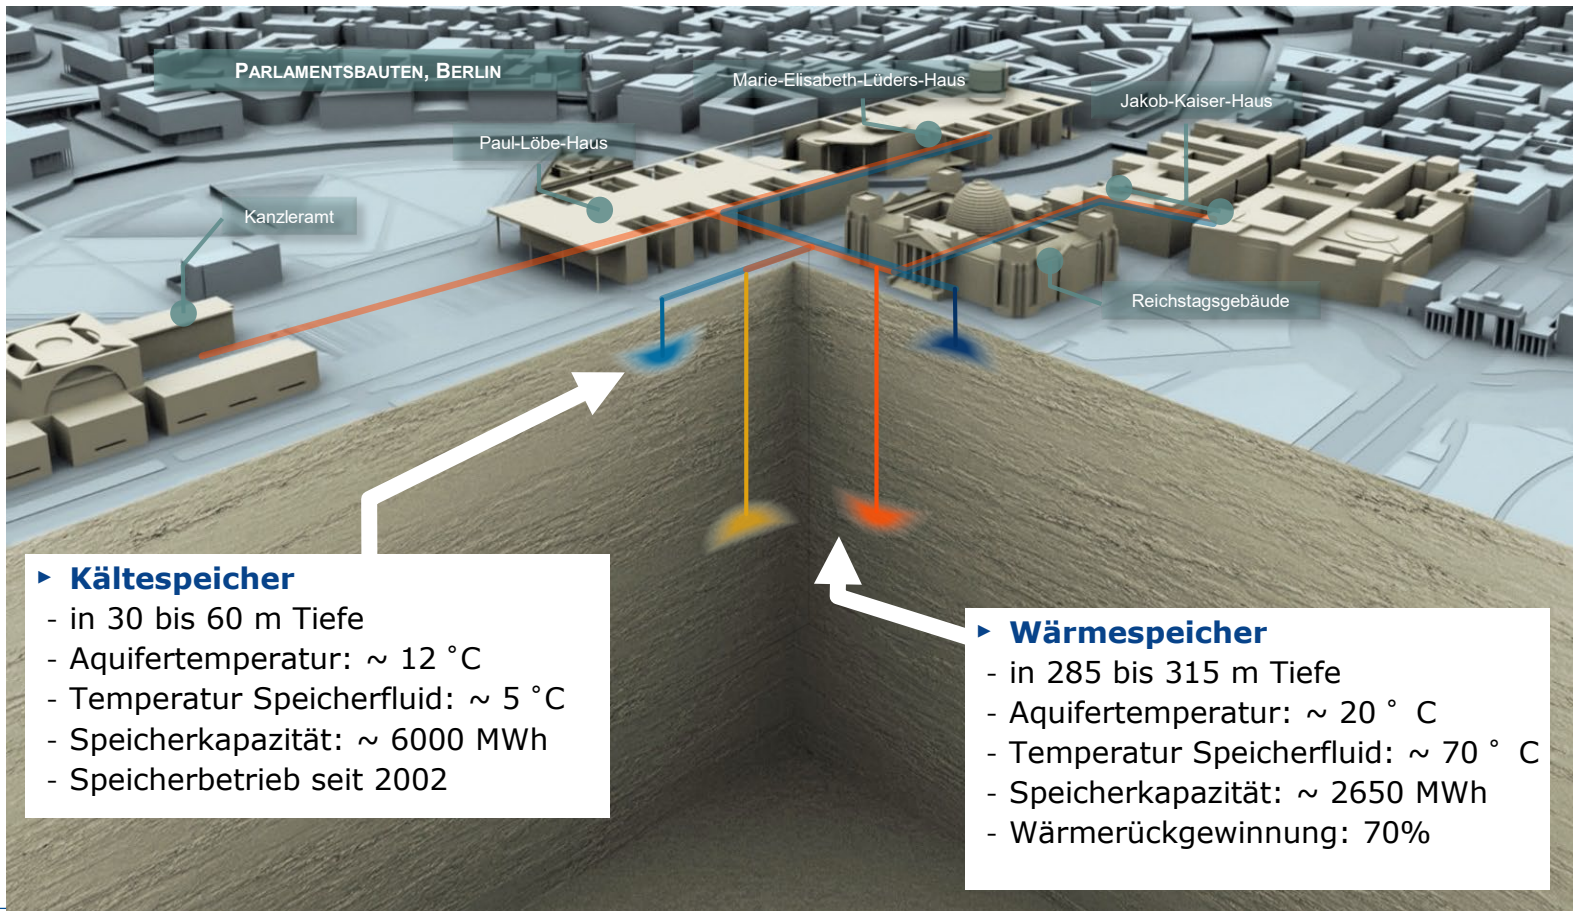 PARLAMENTSBAUTEN, BERLIN
Marie-Elisabeth-Lüders-Haus
Jakob-Kaiser-Haus
Paul-Löbe-Haus
Kanzleramt
Reichstagsgebäude
► Kältespeicher
- in 30 bis 60 m Tiefe
- Aquifertemperatur: ~ 12 ˚C
- Temperatur Speicherfluid: ~ 5 ˚C
- Speicherkapazität: ~ 6000 MWh
- Speicherbetrieb seit 2002
► Wärmespeicher
- in 285 bis 315 m Tiefe
- Aquifertemperatur: ~ 20 ˚ C
- Temperatur Speicherfluid: ~ 70 ˚ C
- Speicherkapazität: ~ 2650 MWh
- Wärmerückgewinnung: 70%